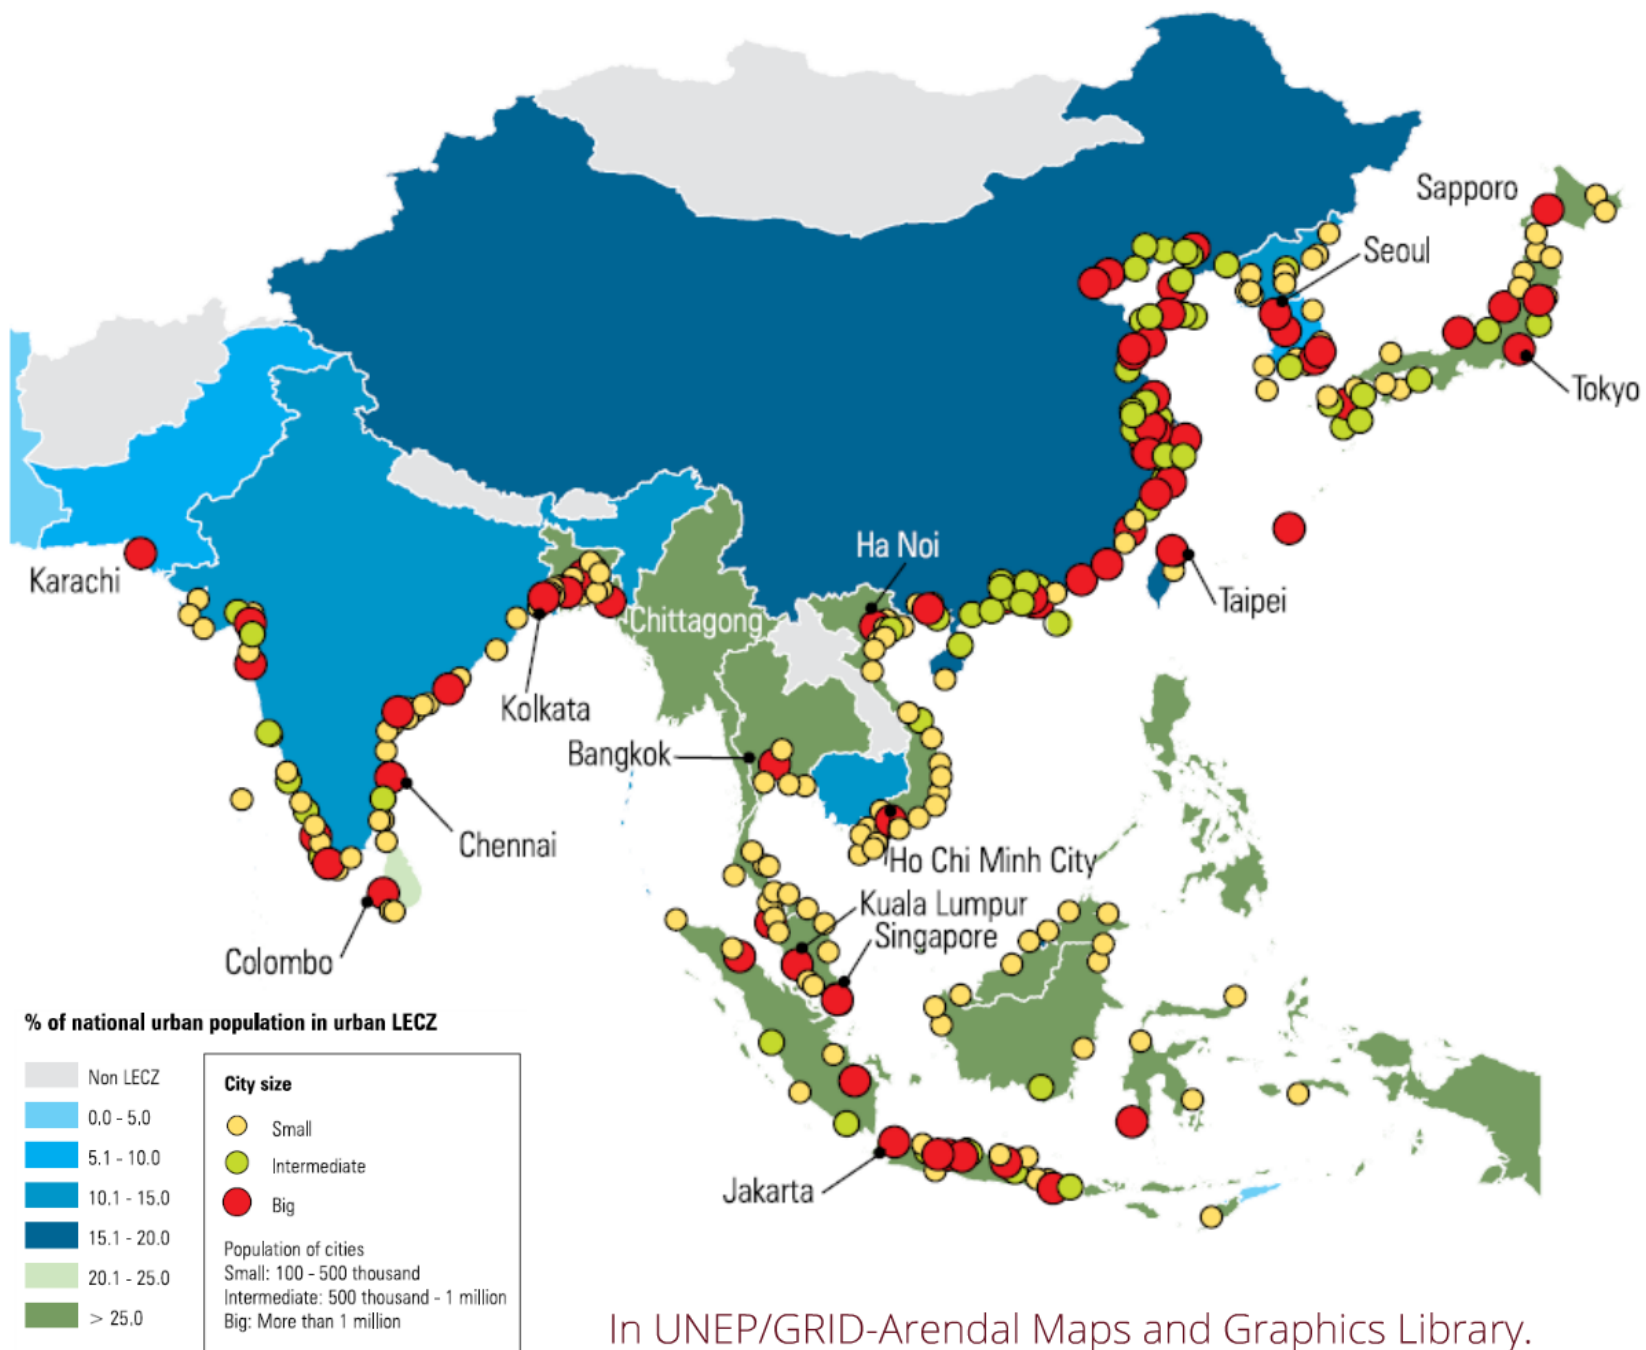 Sapporo
Seoul
Tokyo
Ha Noi
Karachi
Taipei
Chittagong
Kolkata
Bangkok
Chennai
Ho Chi Minh City
Kuala Lumpur
Singapore
Colombo
Jakarta
% of national urban population in urban LECZ
Non LECZ
0.0 - 5.0
5.1 - 10.0
10.1 - 15.0
15.1 - 20.0
20.1 - 25.0
> 25.0
City size
Small
Intermediate
Big
Population of cities
Small: 100 - 500 thousand
Intermediate: 500 thousand - 1 million
Big: More than 1 million
In UNEP/GRID-Arendal Maps and Graphics Library.